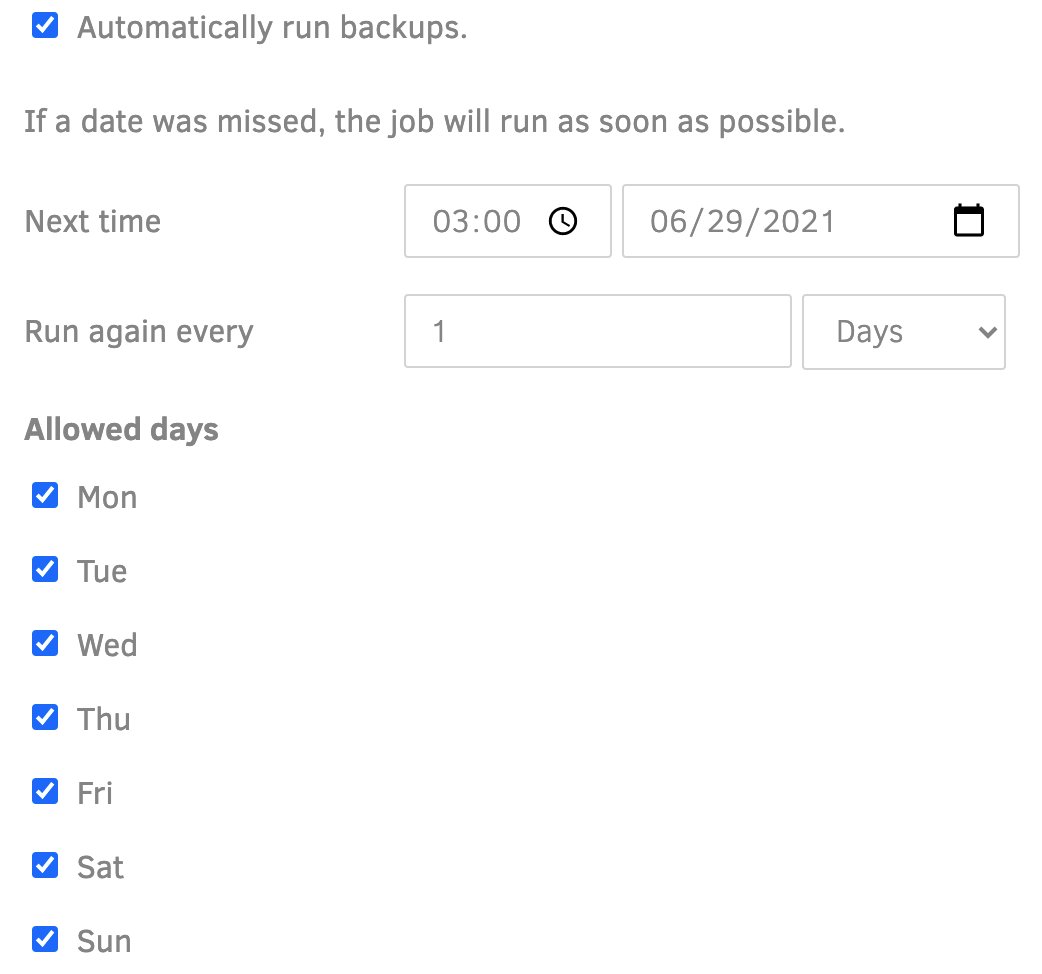 Automatically run backups.
If a date was missed, the job will run as soon as possible.
Next time 03:00 06/29/2021
Run again every 1 Days
Allowed days
Mon
Tue
Wed
Thu
Fri
Sat
Sun